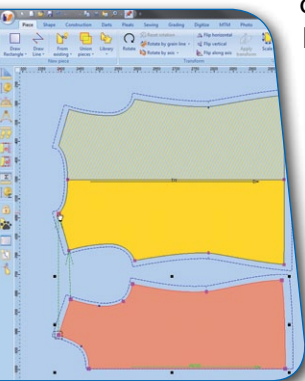 Piece Curve Construction Darts Pleats Sewing Grading Digitize MTM Photo
Draw Rectangle
Draw Line
From existing
Union pieces
Library
Rotate
Reset rotation
Rotate by grain line
Rotate by axis
Flip horizontal
Flip vertical
Flip along axis
Apply transform
Scale
New piece
Transform